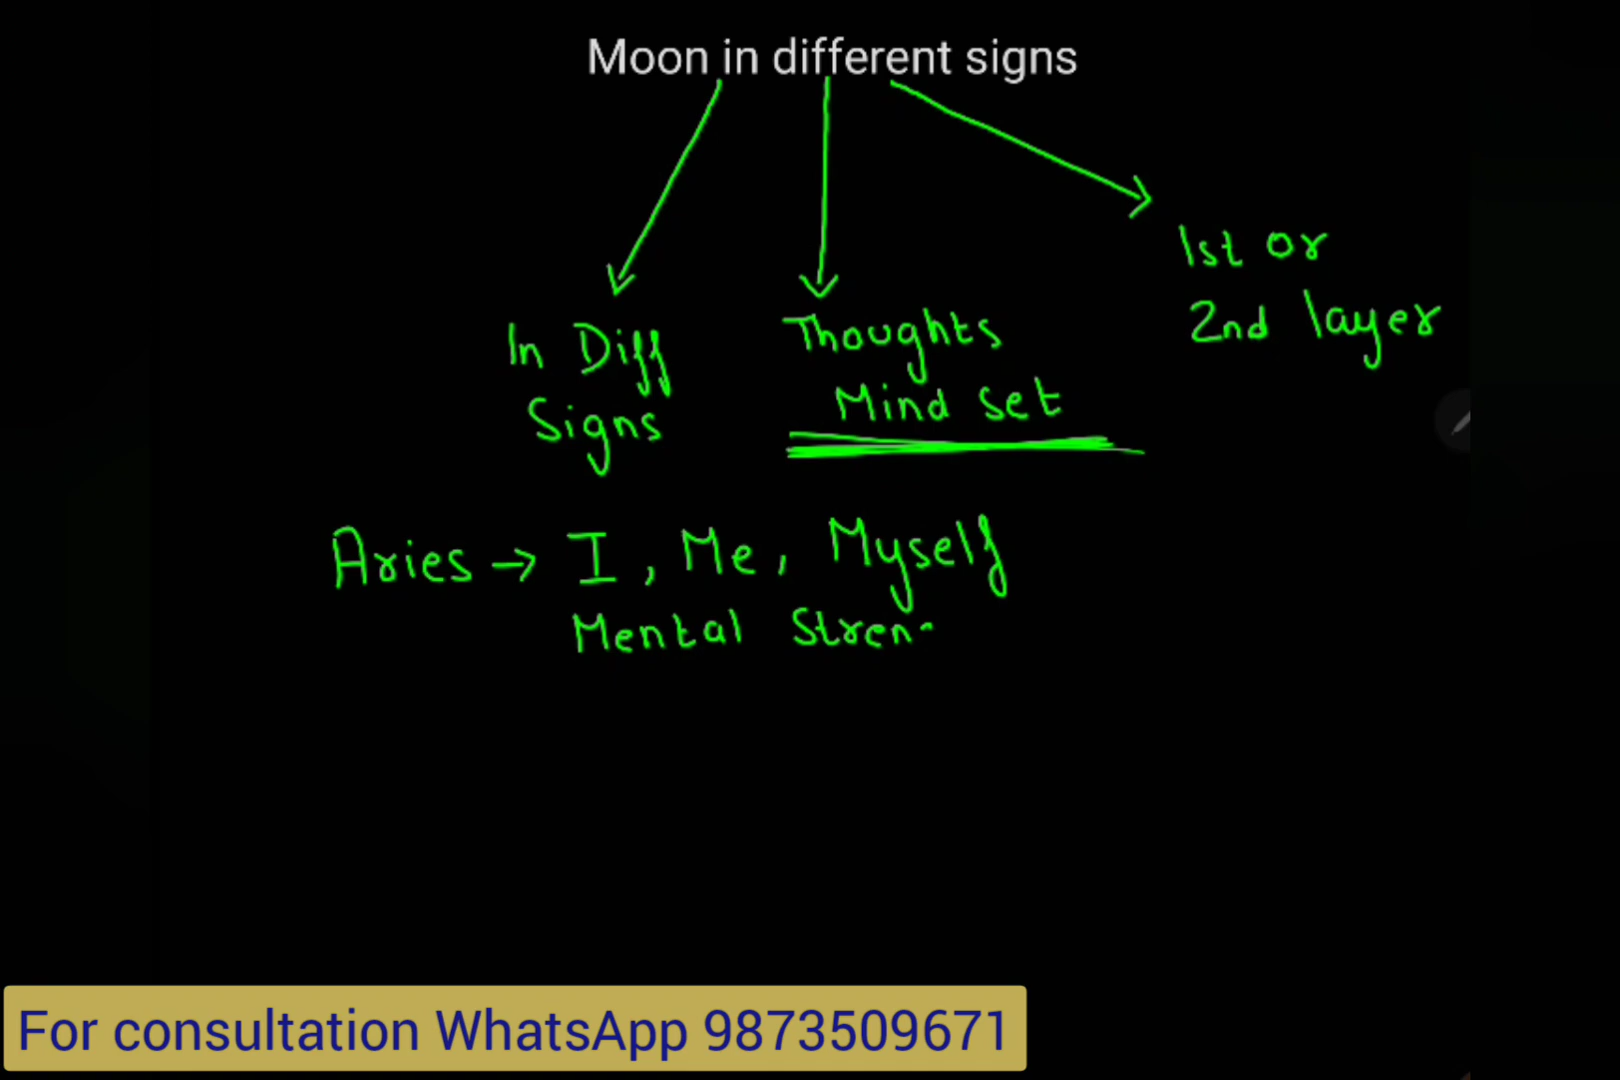 Moon in different signs
In Diff
Signs
Thoughts
Mind Set
1st or
2nd layer
Aries → I, Me, Myself
Mental Stren
For consultation WhatsApp 9873509671